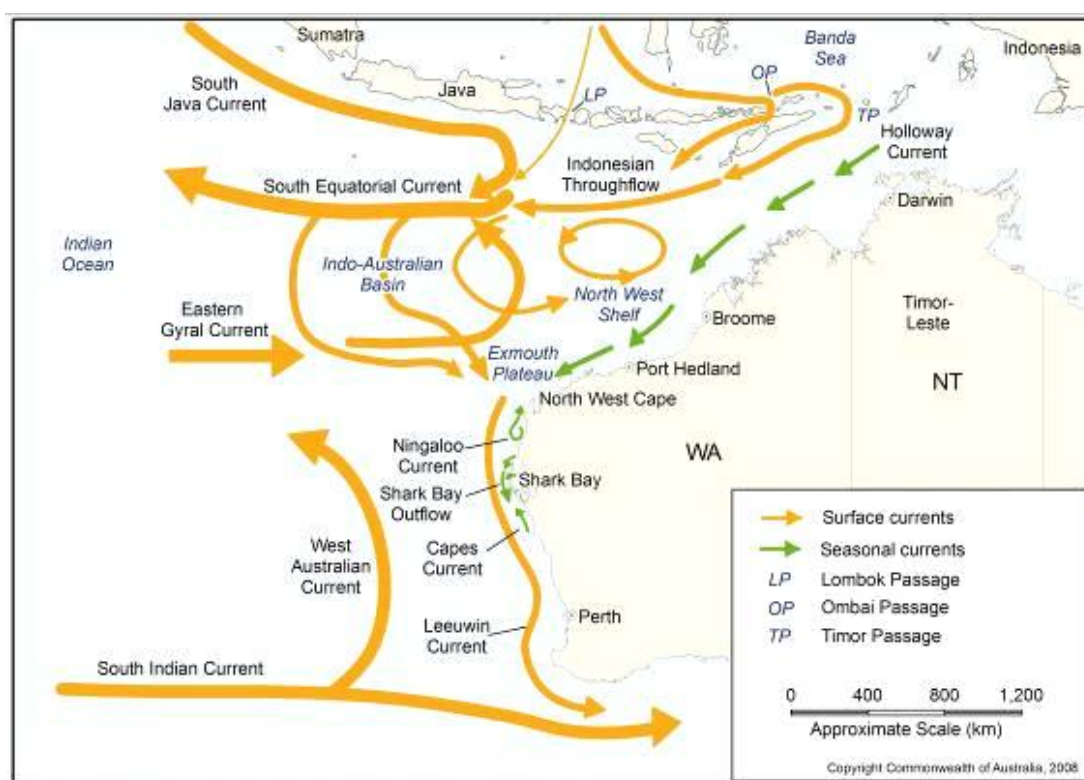 Sumatra
Banda
Sea
Indonesia
South
Java Current
Java
LP
OP
TP
Holloway
Current
Indonesian
Throughflow
South Equatorial Current
Darwin
Indian
Ocean
Indo-Australian
Basin
North West
Shelf
Eastern
Gyral Current
Broome
Timor-
Leste
Exmouth
Plateau
Port Hedland
NT
North West Cape
Ningaloo
Current
WA
Shark Bay
Outflow
Shark Bay
West
Australian
Current
Capes
Current
Leeuwin
Current
Perth
South Indian Current
Surface currents
Seasonal currents
LP Lombok Passage
OP Ombai Passage
TP Timor Passage
0 400 800 1,200
Approximate Scale (km)
Copyright Commonwealth of Australia, 2008